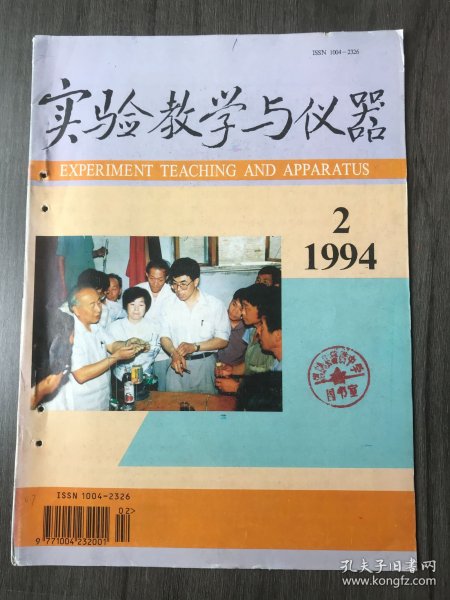 ISSN 1004-2326
实验教学与仪器
EXPERIMENT TEACHING AND APPARATUS
2
1994
ISSN 1004-2326
02>
9 771004 232001
孔夫子旧书网
www.kongfz.com